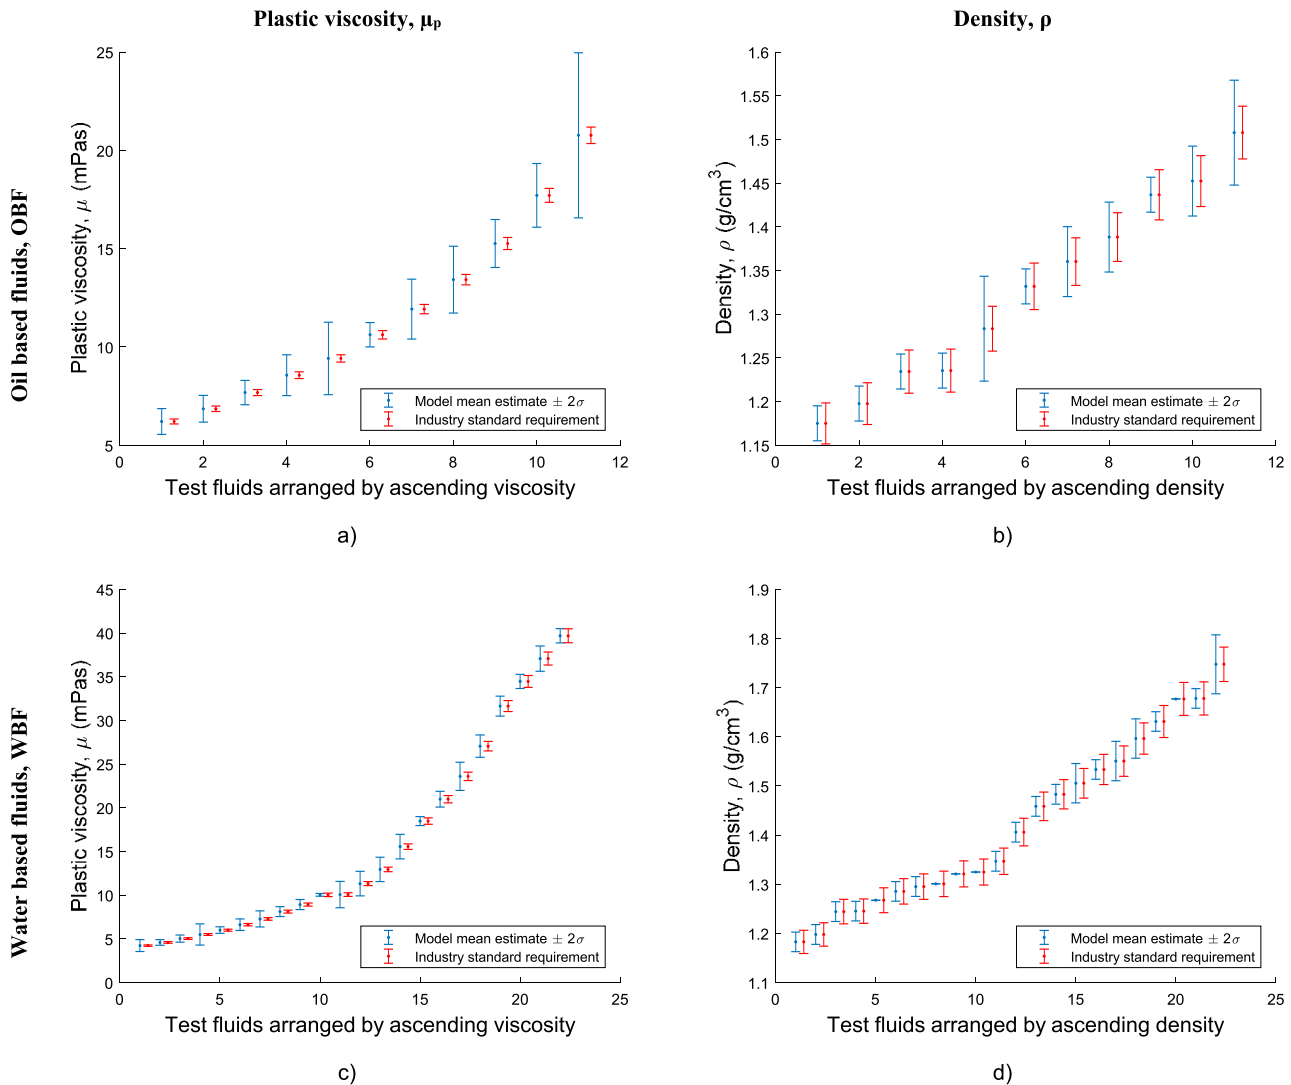 Plastic viscosity, μₚ
Density, ρ
Oil based fluids, OBF
Plastic viscosity, μ (mPas)
25
20
15
10
5
0
2
4
6
8
10
12
Model mean estimate ± 2σ
Industry standard requirement
Test fluids arranged by ascending viscosity
a)
Density, ρ (g/cm³)
1.6
1.55
1.5
1.45
1.4
1.35
1.3
1.25
1.2
1.15
0
2
4
6
8
10
12
Model mean estimate ± 2σ
Industry standard requirement
Test fluids arranged by ascending density
b)
Water based fluids, WBF
Plastic viscosity, μ (mPas)
45
40
35
30
25
20
15
10
5
0
0
5
10
15
20
25
Model mean estimate ± 2σ
Industry standard requirement
Test fluids arranged by ascending viscosity
c)
Density, ρ (g/cm³)
1.9
1.8
1.7
1.6
1.5
1.4
1.3
1.2
1.1
0
5
10
15
20
25
Model mean estimate ± 2σ
Industry standard requirement
Test fluids arranged by ascending density
d)